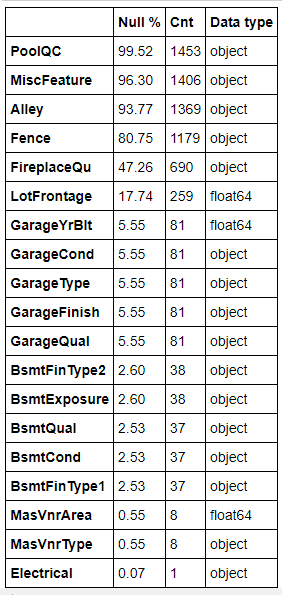 Null % Cnt Data type
PoolQC 99.52 1453 object
MiscFeature 96.30 1406 object
Alley 93.77 1369 object
Fence 80.75 1179 object
FireplaceQu 47.26 690 object
LotFrontage 17.74 259 float64
GarageYrBlt 5.55 81 float64
GarageCond 5.55 81 object
GarageType 5.55 81 object
GarageFinish 5.55 81 object
GarageQual 5.55 81 object
BsmtFinType2 2.60 38 object
BsmtExposure 2.60 38 object
BsmtQual 2.53 37 object
BsmtCond 2.53 37 object
BsmtFinType1 2.53 37 object
MasVnrArea 0.55 8 float64
MasVnrType 0.55 8 object
Electrical 0.07 1 object